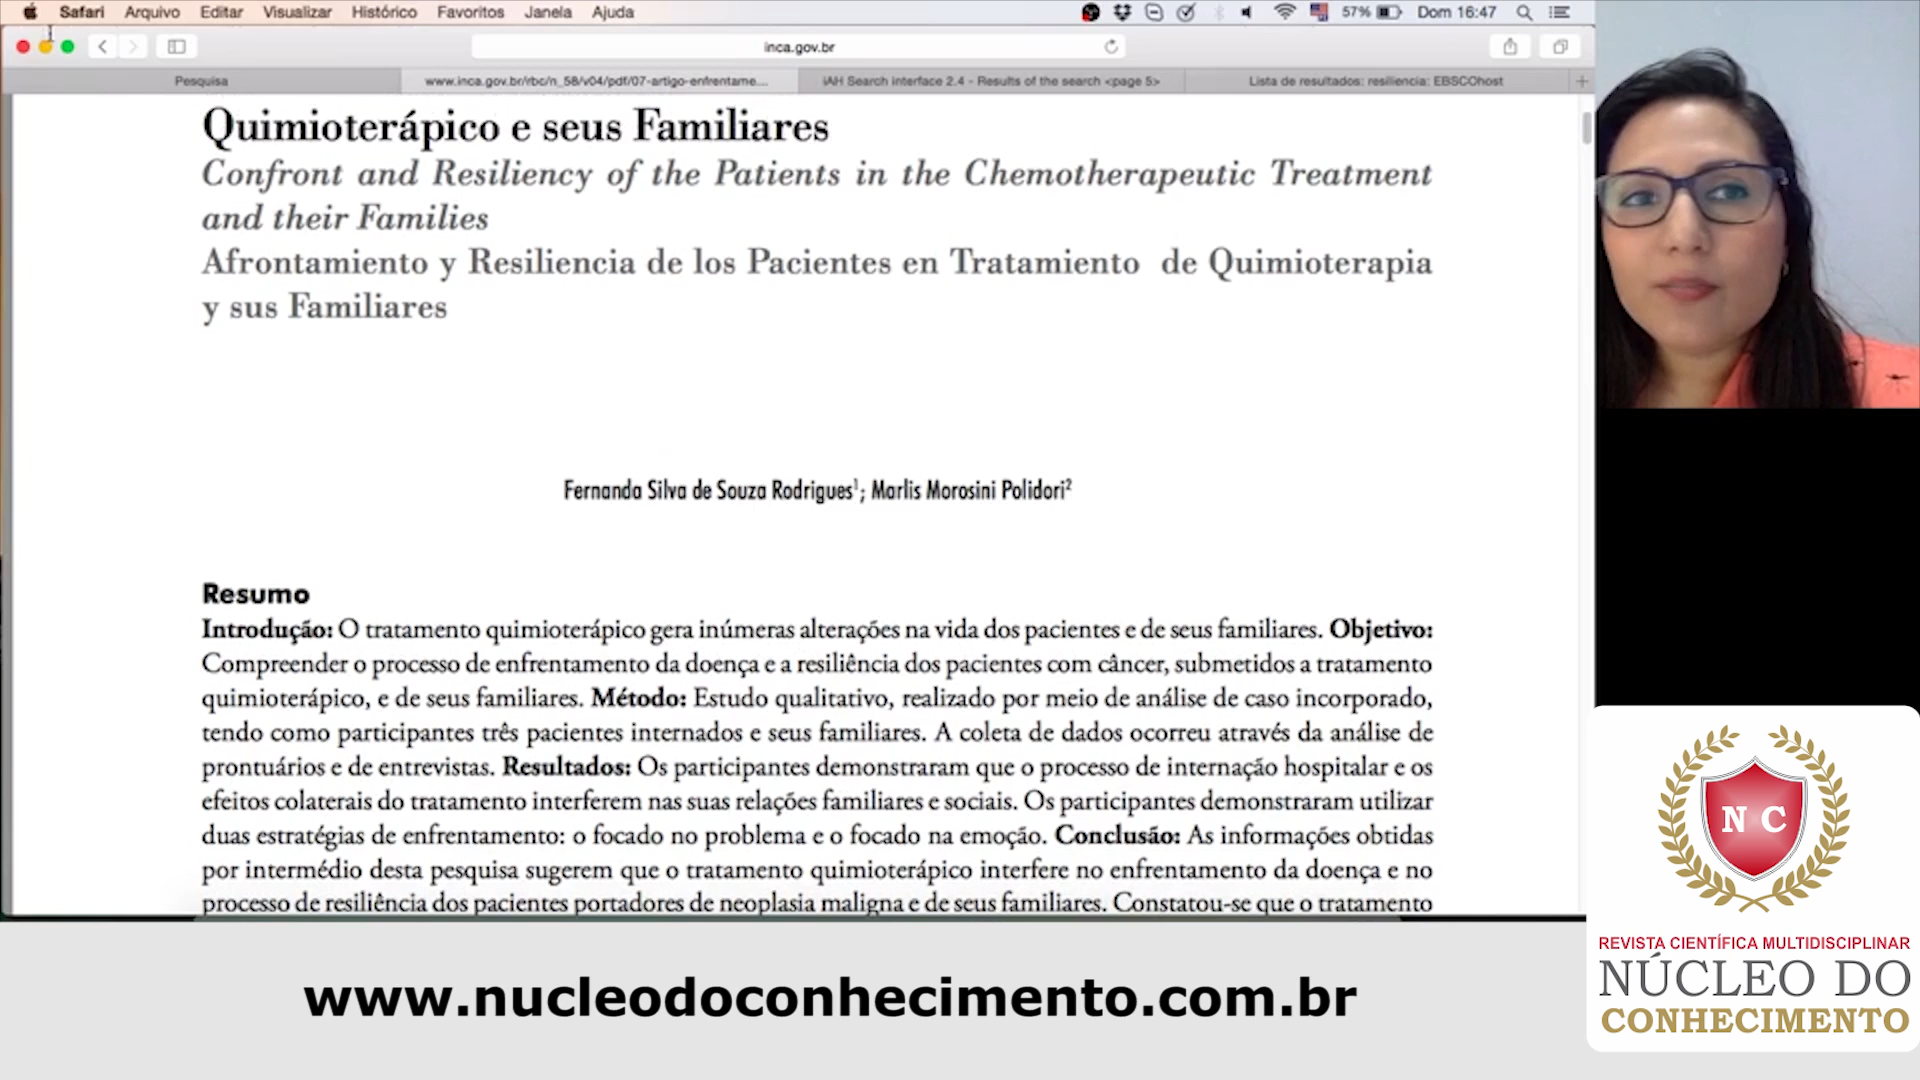 Safari Arquivo Editar Visualizar Histórico Favoritos Janela Ajuda 57% Dom 16:47
inca.gov.br
Pesquisa www.inca.gov.br/rbc/n_58/v04/pdf/07-artigo-enfrentame... iAH Search interface 2.4 - Results of the search <page 5> Lista de resultados: resiliencia: EBSCOhost
Quimioterápico e seus Familiares
Confront and Resiliency of the Patients in the Chemotherapeutic Treatment
and their Families
Afrontamiento y Resiliencia de los Pacientes en Tratamiento de Quimioterapia
y sus Familiares
Fernanda Silva de Souza Rodrigues¹; Marlis Morosini Polidori²
Resumo
Introdução: O tratamento quimioterápico gera inúmeras alterações na vida dos pacientes e de seus familiares. Objetivo:
Compreender o processo de enfrentamento da doença e a resiliência dos pacientes com câncer, submetidos a tratamento
quimioterápico, e de seus familiares. Método: Estudo qualitativo, realizado por meio de análise de caso incorporado,
tendo como participantes três pacientes internados e seus familiares. A coleta de dados ocorreu através da análise de
prontuários e de entrevistas. Resultados: Os participantes demonstraram que o processo de internação hospitalar e os
efeitos colaterais do tratamento interferem nas suas relações familiares e sociais. Os participantes demonstraram utilizar
duas estratégias de enfrentamento: o focado no problema e o focado na emoção. Conclusão: As informações obtidas
por intermédio desta pesquisa sugerem que o tratamento quimioterápico interfere no enfrentamento da doença e no
processo de resiliência dos pacientes portadores de neoplasia maligna e de seus familiares. Constatou-se que o tratamento
www.nucleodoconhecimento.com.br
N C
REVISTA CIENTÍFICA MULTIDISCIPLINAR
NÚCLEO DO
CONHECIMENTO